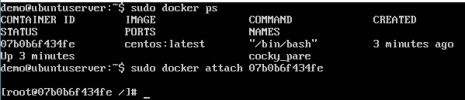 demo@ubuntuserver:~$ sudo docker ps
CONTAINER ID IMAGE COMMAND CREATED
STATUS PORTS NAMES
07b0b6f434fe centos:latest "/bin/bash" 3 minutes ago
Up 3 minutes cocky_pare
demo@ubuntuserver:~$ sudo docker attach 07b0b6f434fe
[root@07b0b6f434fe /]# _